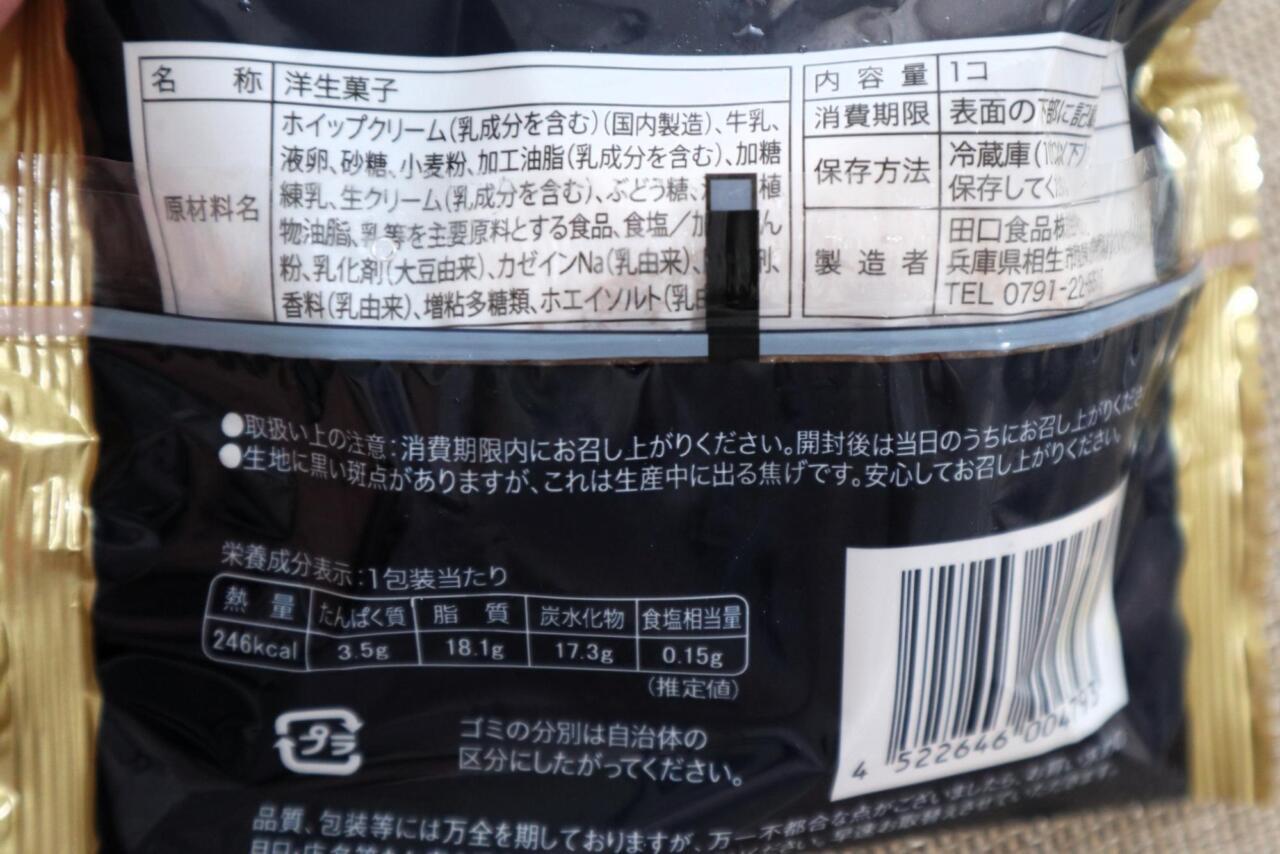 名 称 洋生菓子
原材料名
ホイップクリーム(乳成分を含む)(国内製造)、牛乳、
液卵、砂糖、小麦粉、加工油脂(乳成分を含む)、加糖
練乳、生クリーム(乳成分を含む)、ぶどう糖、 植
物油脂、乳等を主要原料とする食品、食塩/加 ん
粉、乳化剤(大豆由来)、カゼインNa(乳由来)、 剤、
香料(乳由来)、増粘多糖類、ホエイソルト(乳
内容量 1コ
消費期限 表面の下部に記
保存方法 冷蔵庫(10
保存してく
製造者 田口食品株
兵庫県相生市
TEL 0791-22-
●取扱い上の注意:消費期限内にお召し上がりください。開封後は当日のうちにお召し上がりくださ
●生地に黒い斑点がありますが、これは生産中に出る焦げです。安心してお召し上がりください。
栄養成分表示:1包装当たり
熱量 たんぱく質 脂質 炭水化物 食塩相当量
246kcal 3.5g 18.1g 17.3g 0.15g
(推定値)
プラ
ゴミの分別は自治体の
区分にしたがってください。
4 522646 004793
品質、包装等には万全を期しておりますが、万一不都合な点がございましたら、お買い